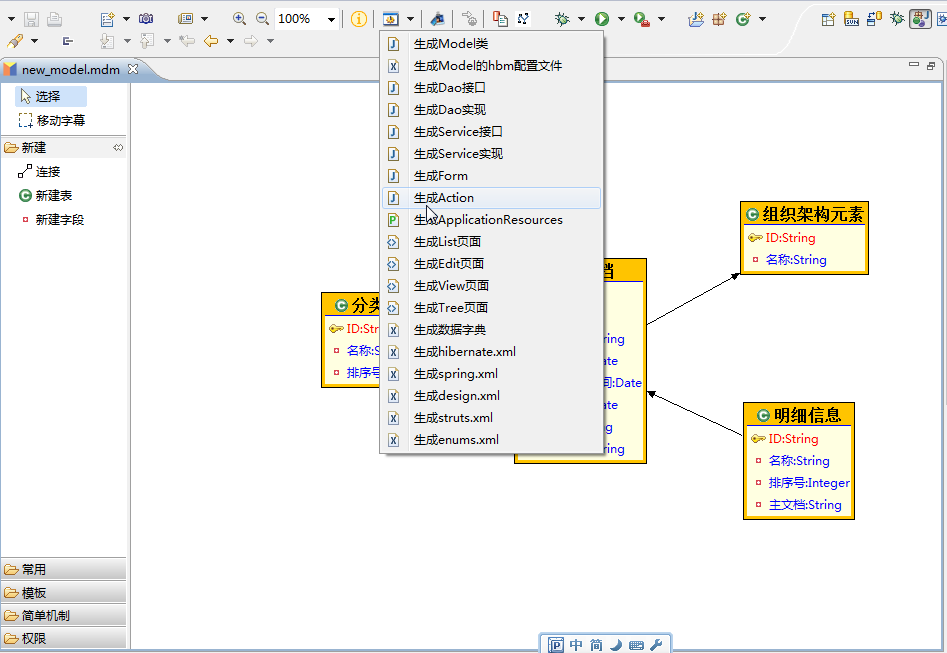 100%
new_model.mdm
选择
移动字幕
新建
连接
新建表
新建字段
常用
模板
简单机制
权限
生成Model类
生成Model的hbm配置文件
生成Dao接口
生成Dao实现
生成Service接口
生成Service实现
生成Form
生成Action
生成ApplicationResources
生成List页面
生成Edit页面
生成View页面
生成Tree页面
生成数据字典
生成hibernate.xml
生成spring.xml
生成design.xml
生成struts.xml
生成enums.xml
分类
ID:Str
名称:S
排序号
档
ring
ate
间:Date
ate
g
ring
组织架构元素
ID:String
名称:String
明细信息
ID:String
名称:String
排序号:Integer
主文档:String
中 简